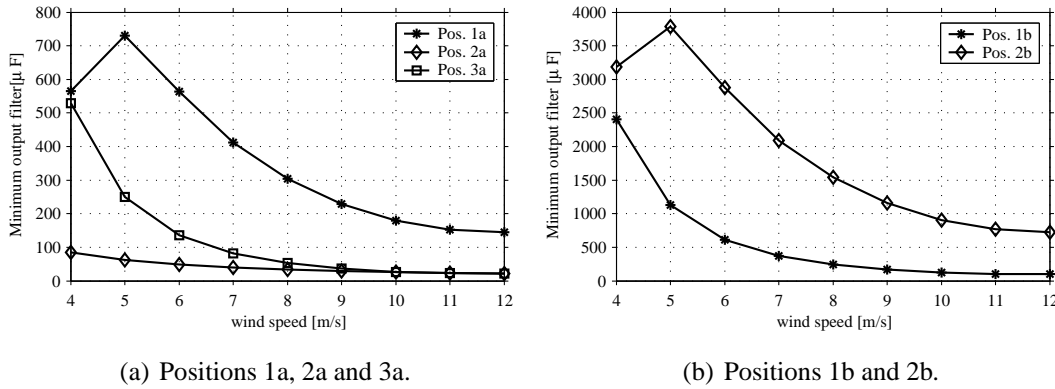 800
700
600
500
400
300
200
100
0
Minimum output filter[μ F]
Pos. 1a
Pos. 2a
Pos. 3a
4 5 6 7 8 9 10 11 12
wind speed [m/s]
(a) Positions 1a, 2a and 3a.
4000
3500
3000
2500
2000
1500
1000
500
0
Minimum output filter [μ F]
Pos. 1b
Pos. 2b
4 5 6 7 8 9 10 11 12
wind speed [m/s]
(b) Positions 1b and 2b.